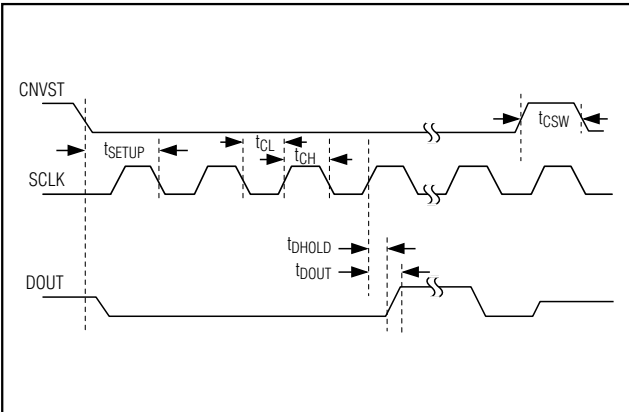 CNVST
tCSW
tSETUP
tCL
tCH
SCLK
tDHOLD
tDOUT
DOUT